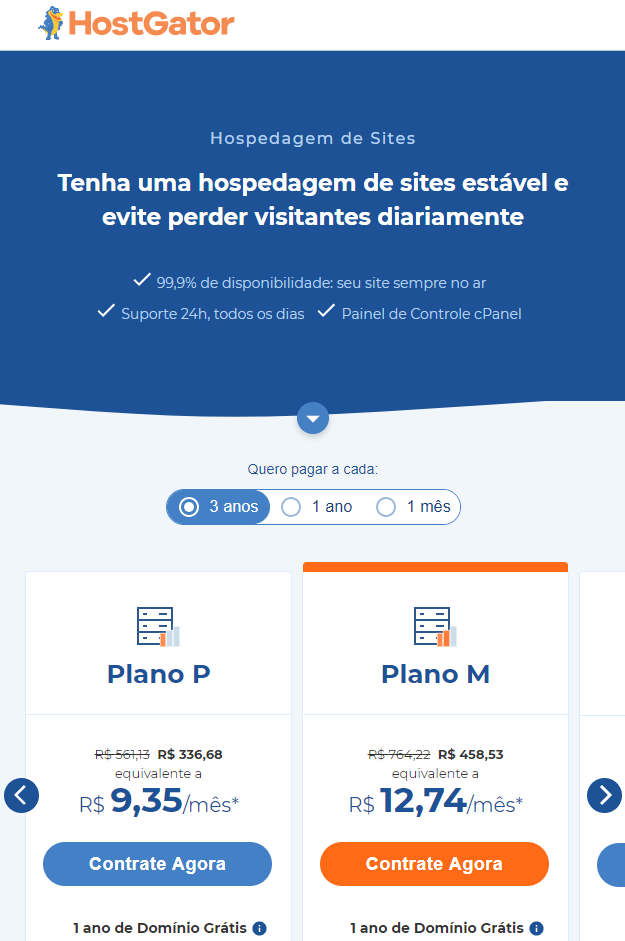 HostGator
Hospedagem de Sites
Tenha uma hospedagem de sites estável e
evite perder visitantes diariamente
99,9% de disponibilidade: seu site sempre no ar
Suporte 24h, todos os dias Painel de Controle cPanel
Quero pagar a cada:
3 anos 1 ano 1 mês
Plano P
R$ 561,13 R$ 336,68
equivalente a
R$ 9,35/mês*
Contrate Agora
1 ano de Domínio Grátis i
Plano M
R$ 764,22 R$ 458,53
equivalente a
R$ 12,74/mês*
Contrate Agora
1 ano de Domínio Grátis i